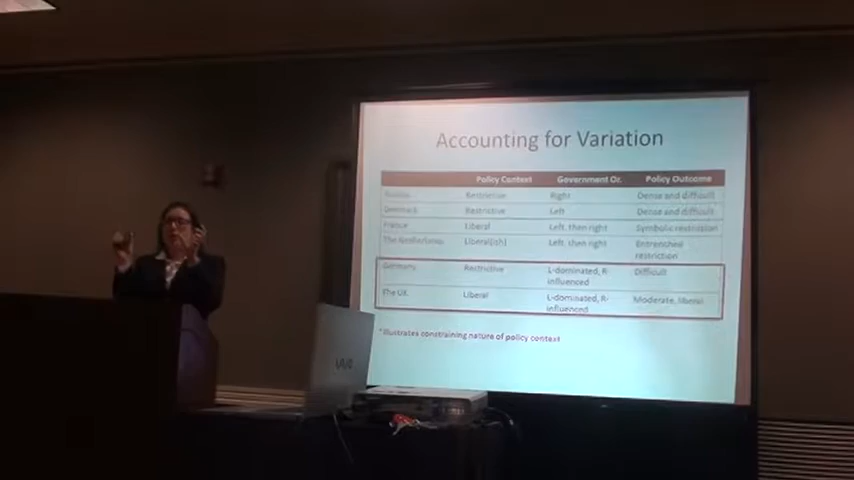 Accounting for Variation
Policy Context Government Or. Policy Outcome
Restrictive Right Dense and difficult
Denmark Restrictive Left Dense and difficult
France Liberal Left, then right Symbolic restriction
The Netherlands Liberal(ish) Left, then right Entrenched
restriction
Germany Restrictive L-dominated, R- Difficult
influenced
The UK Liberal L-dominated, R- Moderate, liberal
influenced
*Illustrates constraining nature of policy context